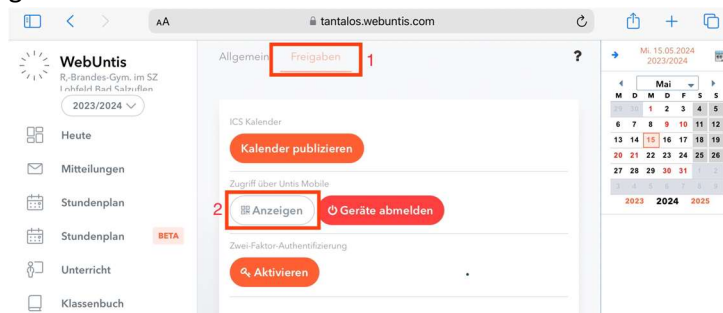 AA
tantalos.webuntis.com
WebUntis
R.-Brandes-Gym. im SZ
Lohfeld Bad Salzuflen
2023/2024
Heute
Mitteilungen
Stundenplan
Stundenplan BETA
Unterricht
Klassenbuch
Allgemein Freigaben 1
?
ICS Kalender
Kalender publizieren
Zugriff über Untis Mobile
2 Anzeigen Geräte abmelden
Zwei-Faktor-Authentifizierung
Aktivieren
Mi. 15.05.2024
2023/2024
Mai
M D M D F S S
29 30 1 2 3 4 5
6 7 8 9 10 11 12
13 14 15 16 17 18 19
20 21 22 23 24 25 26
27 28 29 30 31 1 2
3 4 5 6 7 8 9
2023 2024 2025